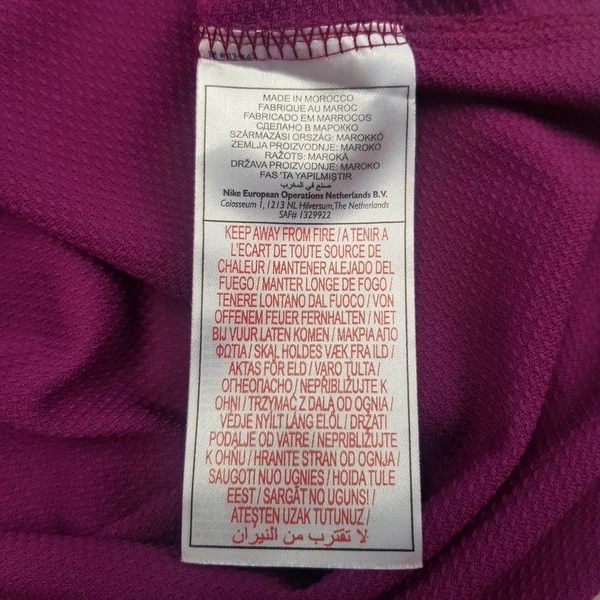 MADE IN MOROCCO
FABRIQUE AU MAROC
FABRICADO EM MARROCOS
СДЕЛАНО В МАРОККО
SZÁRMAZÁSI ORSZÁG: MAROKKÓ
ZEMLJA PROIZVODNJE: MAROKO
RAŽOTS: MAROKĀ
DRŽAVA PROIZVODNJE: MAROKO
FAS 'TA YAPILMIŞTIR
صنع في المغرب
Nike European Operations Netherlands B.V.
Colosseum 1, 1213 NL Hilversum, The Netherlands
SAF# 1329922
KEEP AWAY FROM FIRE / A TENIR A
L'ECART DE TOUTE SOURCE DE
CHALEUR / MANTENER ALEJADO DEL
FUEGO / MANTER LONGE DE FOGO /
TENERE LONTANO DAL FUOCO / VON
OFFENEM FEUER FERNHALTEN / NIET
BIJ VUUR LATEN KOMEN / ΜΑΚΡΙΑ ΑΠΟ
ΦΩΤΙΑ / SKAL HOLDES VÆK FRA ILD /
AKTAS FÖR ELD / VARO TULTA /
ОГНЕОПАСНО / NEPŘIBLIŽUJTE K
OHNI / TRZYMAĆ Z DALA OD OGNIA /
VÉDJE NYÍLT LÁNG ELŐL / DRŽATI
PODALJE OD VATRE / NEPRIBLIŽUJTE
K OHŇU / HRANITE STRAN OD OGNJA /
SAUGOTI NUO UGNIES / HOIDA TULE
EEST / SARGĀT NO UGUNS! /
ATEŞTEN UZAK TUTUNUZ /
لا تقترب من النيران